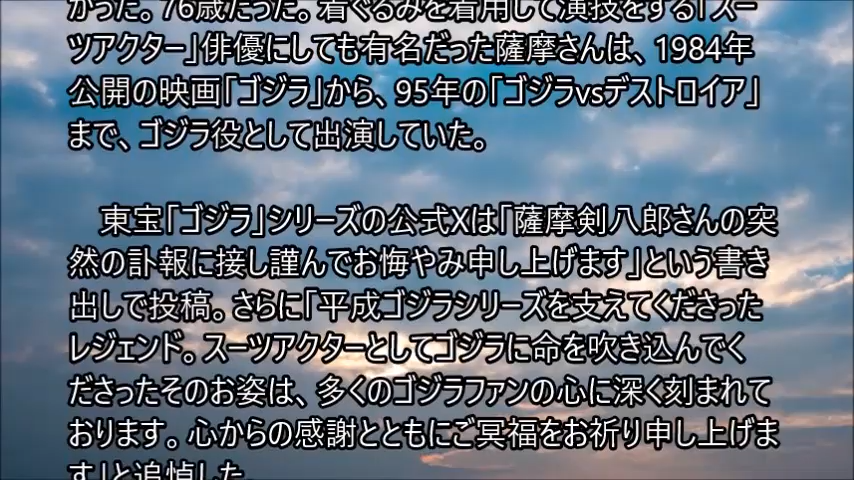 かった。76歳だった。着ぐるみを着用して演技をする「スー
ツアクター」俳優にしても有名だった薩摩さんは、1984年
公開の映画「ゴジラ」から、95年の「ゴジラvsデストロイア」
まで、ゴジラ役として出演していた。
東宝「ゴジラ」シリーズの公式Xは「薩摩剣八郎さんの突
然の訃報に接し謹んでお悔やみ申し上げます」という書き
出しで投稿。さらに「平成ゴジラシリーズを支えてくださった
レジェンド。スーツアクターとしてゴジラに命を吹き込んでく
ださったそのお姿は、多くのゴジラファンの心に深く刻まれて
おります。心からの感謝とともにご冥福をお祈り申し上げま
す」と追悼した。